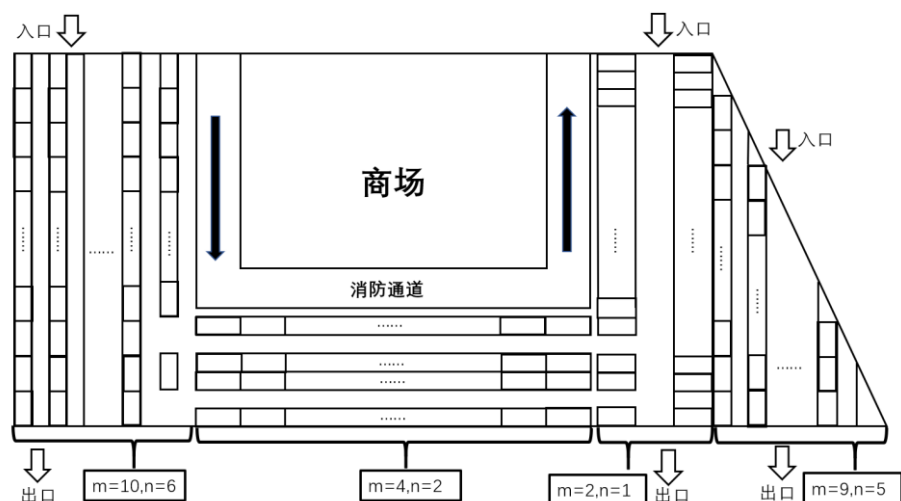 入口
入口
入口
商场
消防通道
……
……
……
……
……
……
……
……
……
……
……
……
……
……
m=10,n=6
m=4,n=2
m=2,n=1
m=9,n=5
出口
出口
出口